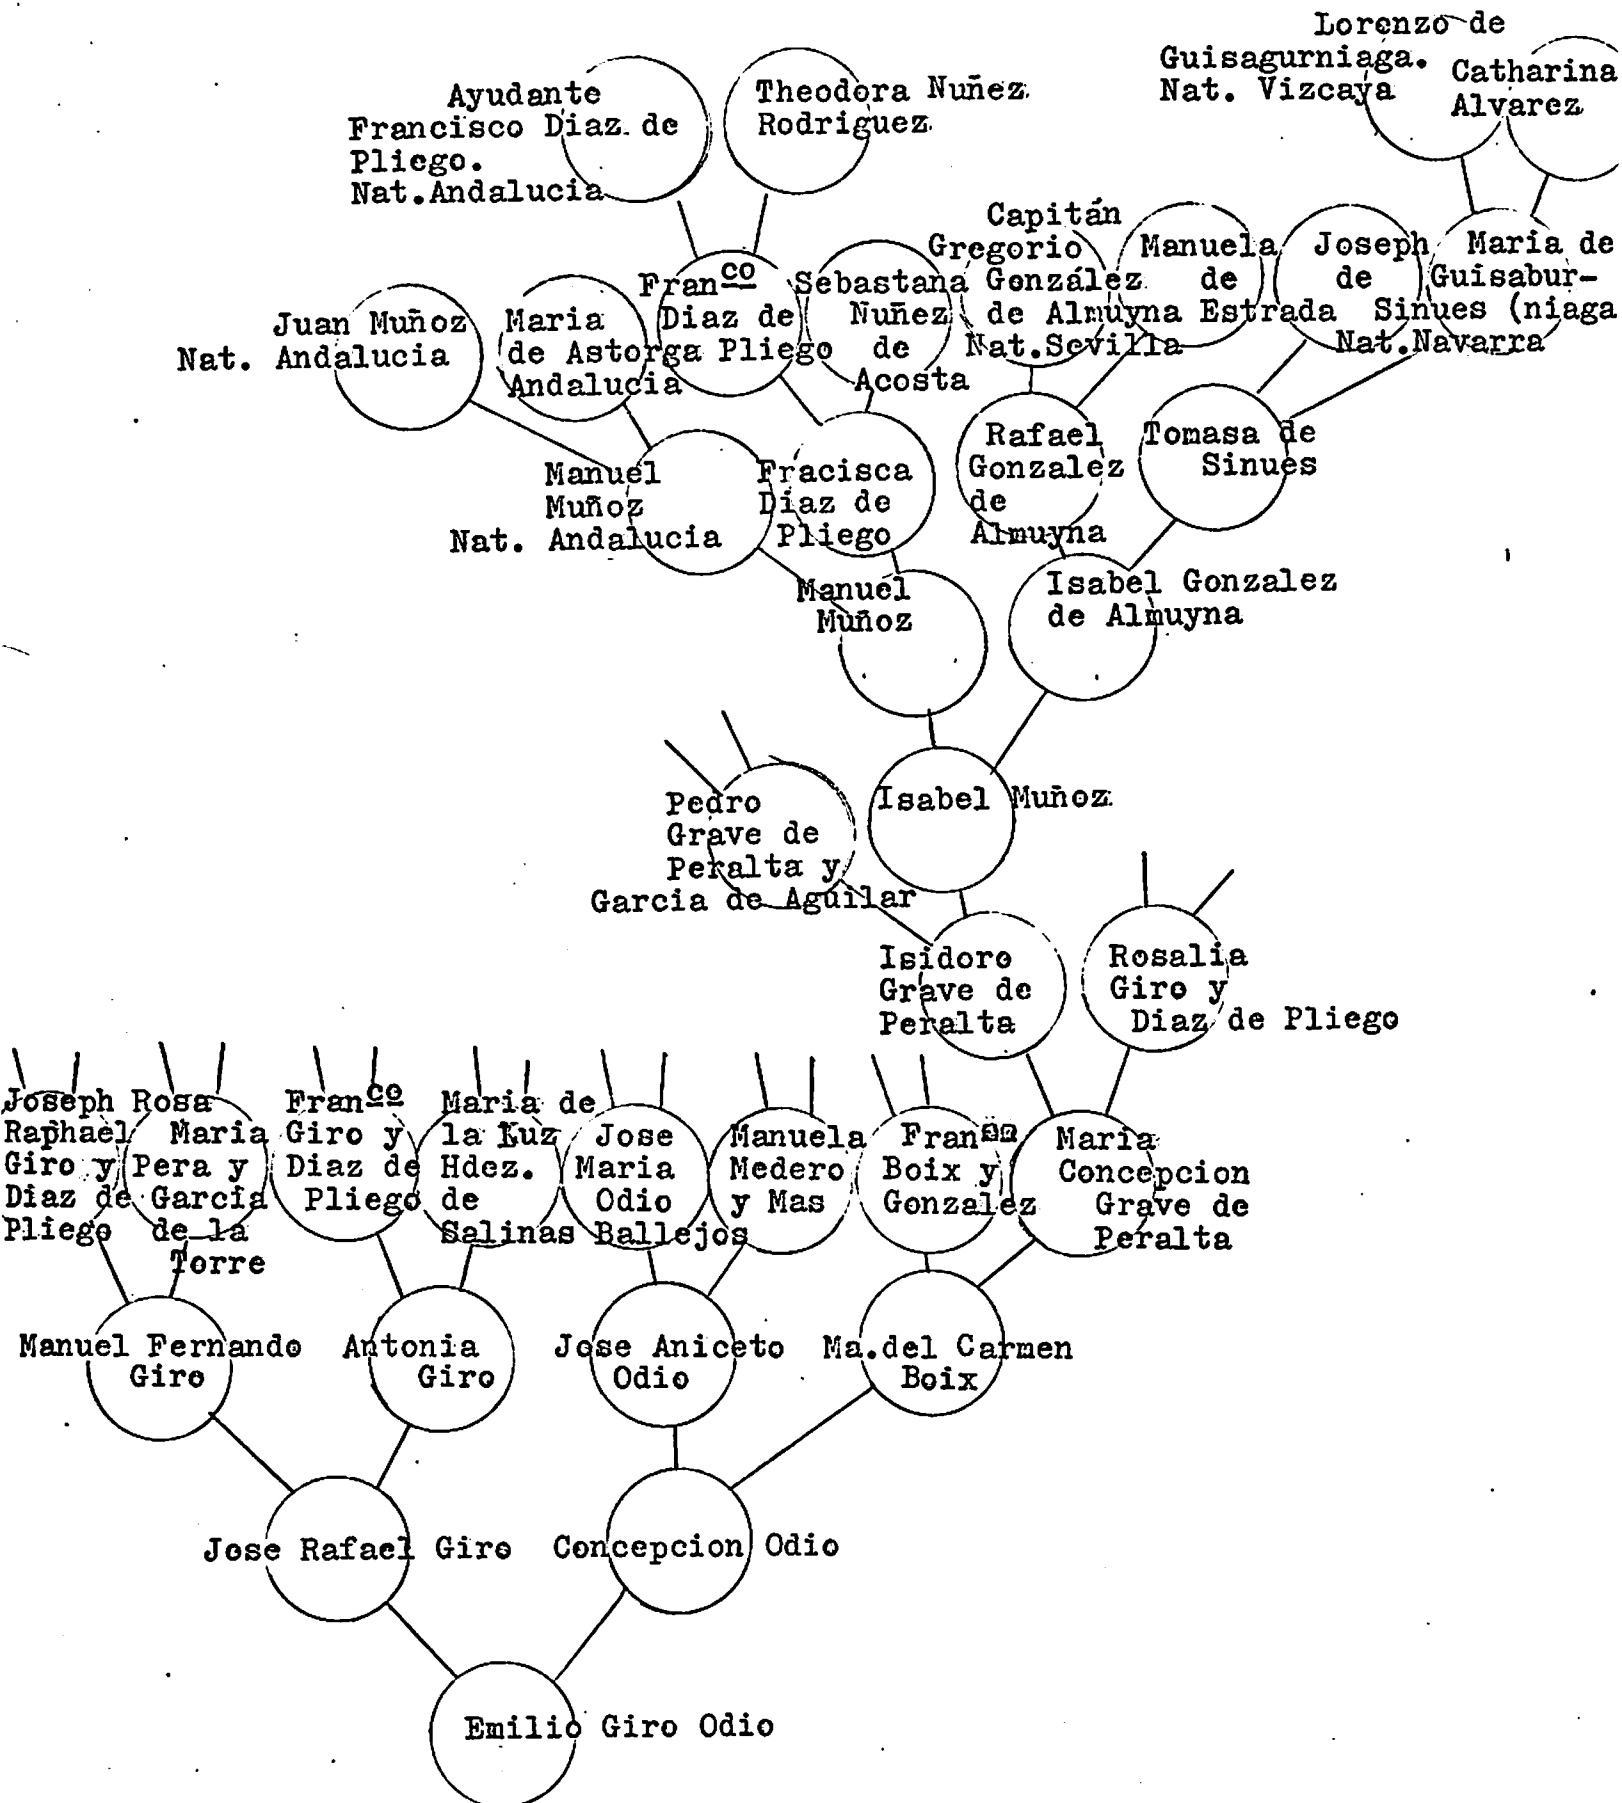 Lorenzo de
Guisagurniaga.
Nat. Vizcaya
Catharina
Alvarez
Ayudante
Francisco Diaz de
Pliego.
Nat.Andalucia
Theodora Nuñez
Rodriguez
Capitán
Gregorio
González
de Almuyna
Nat.Sevilla
Manuela
de
Estrada
Joseph
de
Sinues
Nat.Navarra
Maria de
Guisabur-
(niaga
Juan Muñoz
Nat. Andalucia
Maria
de Astorga
Andalucia
Franco
Diaz de
Pliego
Sebastana
Nuñez
de
Acosta
Manuel
Muñoz
Nat. Andalucia
Fracisca
Diaz de
Pliego
Rafael
Gonzalez
de
Almuyna
Tomasa de
Sinues
Manuel
Muñoz
Isabel Gonzalez
de Almuyna
Pedro
Grave de
Peralta y
Garcia de Aguilar
Isabel Muñoz
Isidoro
Grave de
Peralta
Rosalia
Giro y
Diaz de Pliego
Joseph
Raphael
Giro y
Diaz de
Pliego
Rosa
Maria
Pera y
Garcia
de la
Torre
Franco
Giro y
Diaz de
Pliego
Maria de
la Luz
Hdez.
de
Salinas
Jose
Maria
Odio
Ballejos
Manuela
Medero
y Mas
Boix y
Gonzalez
Maria
Concepcion
Grave de
Peralta
Manuel Fernando
Giro
Antonia
Giro
Jose Aniceto
Odio
Ma.del Carmen
Boix
Jose Rafael Giro
Concepcion Odio
Emilio Giro Odio